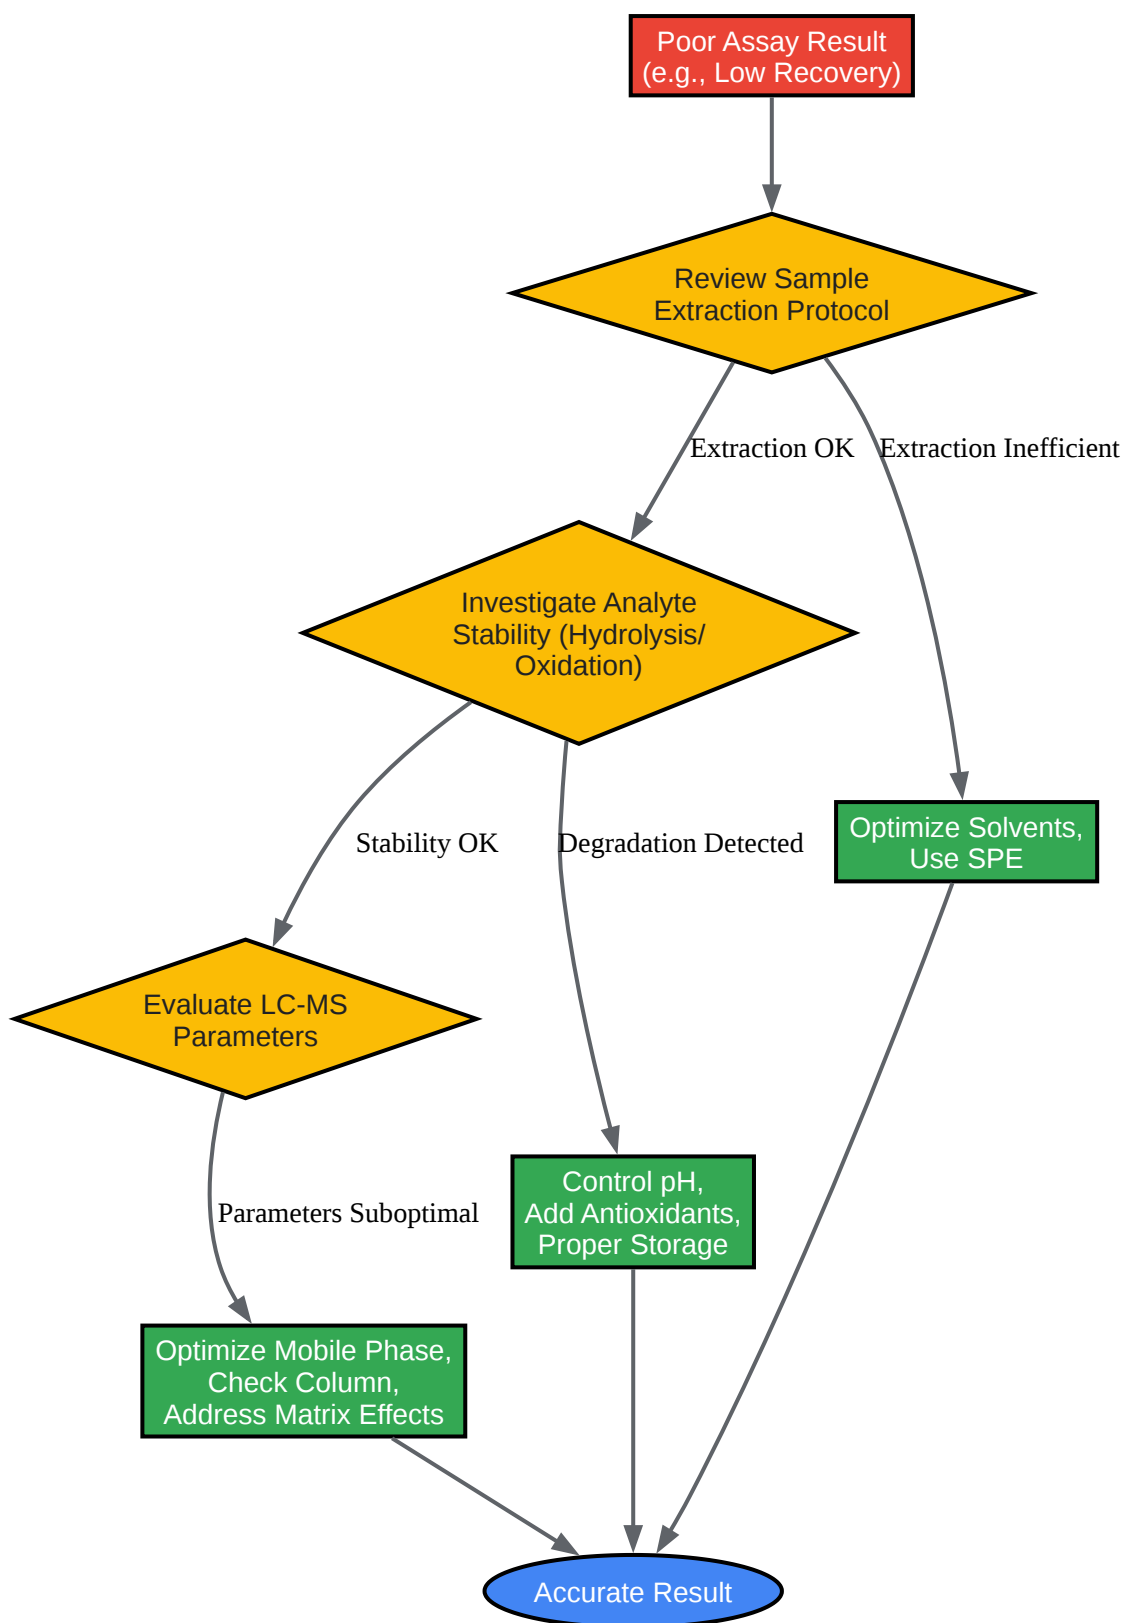 Poor Assay Result
(e.g., Low Recovery)
Review Sample
Extraction Protocol
Extraction OK
Extraction Inefficient
Investigate Analyte
Stability (Hydrolysis/
Oxidation)
Stability OK
Degradation Detected
Optimize Solvents,
Use SPE
Evaluate LC-MS
Parameters
Control pH,
Add Antioxidants,
Proper Storage
Parameters Suboptimal
Optimize Mobile Phase,
Check Column,
Address Matrix Effects
Accurate Result